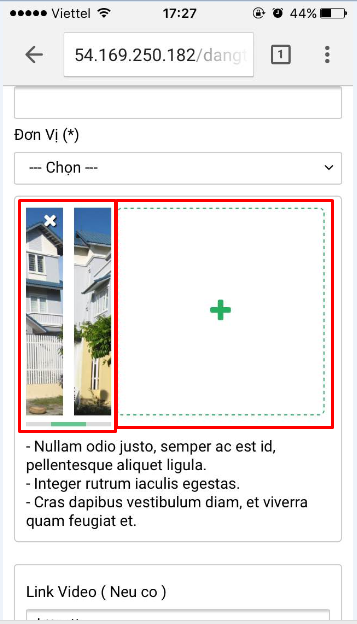 Viettel 17:27 44%
54.169.250.182/dangt
1
Đơn Vị (*)
--- Chọn ---
- Nullam odio justo, semper ac est id,
pellentesque aliquet ligula.
- Integer rutrum iaculis egestas.
- Cras dapibus vestibulum diam, et viverra
quam feugiat et.
Link Video ( Neu co )